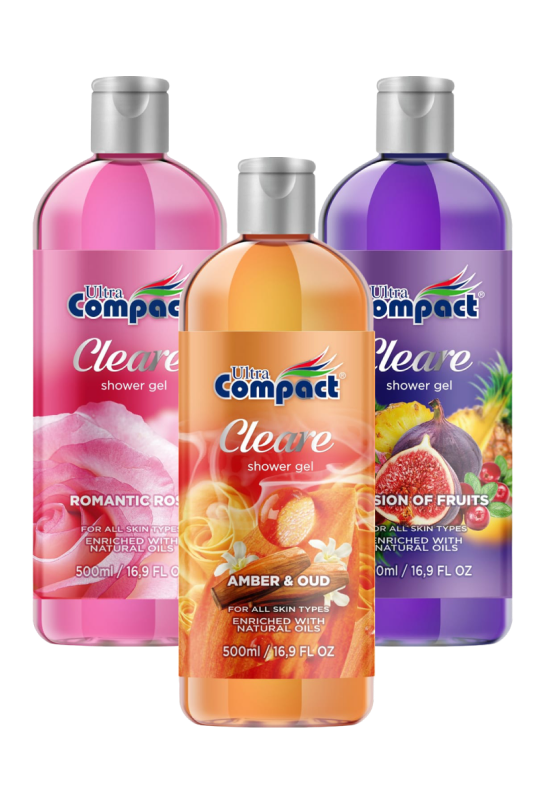 Ultra
Compac
Cleare
shower gel
ROMANTIC ROS
FOR ALL SKIN TYPES
ENRICHED WITH
NATURAL OILS
500ml / 16,9 FL O
Ultra
Compact®
Cleare
shower gel
AMBER & OUD
FOR ALL SKIN TYPES
ENRICHED WITH
NATURAL OILS
500ml / 16,9 FL OZ
Ultra
ompact®
Cleare
shower gel
SION OF FRUITS
FOR ALL SKIN TYPES
ENRICHED WITH
NATURAL OILS
0ml / 16,9 FL OZ